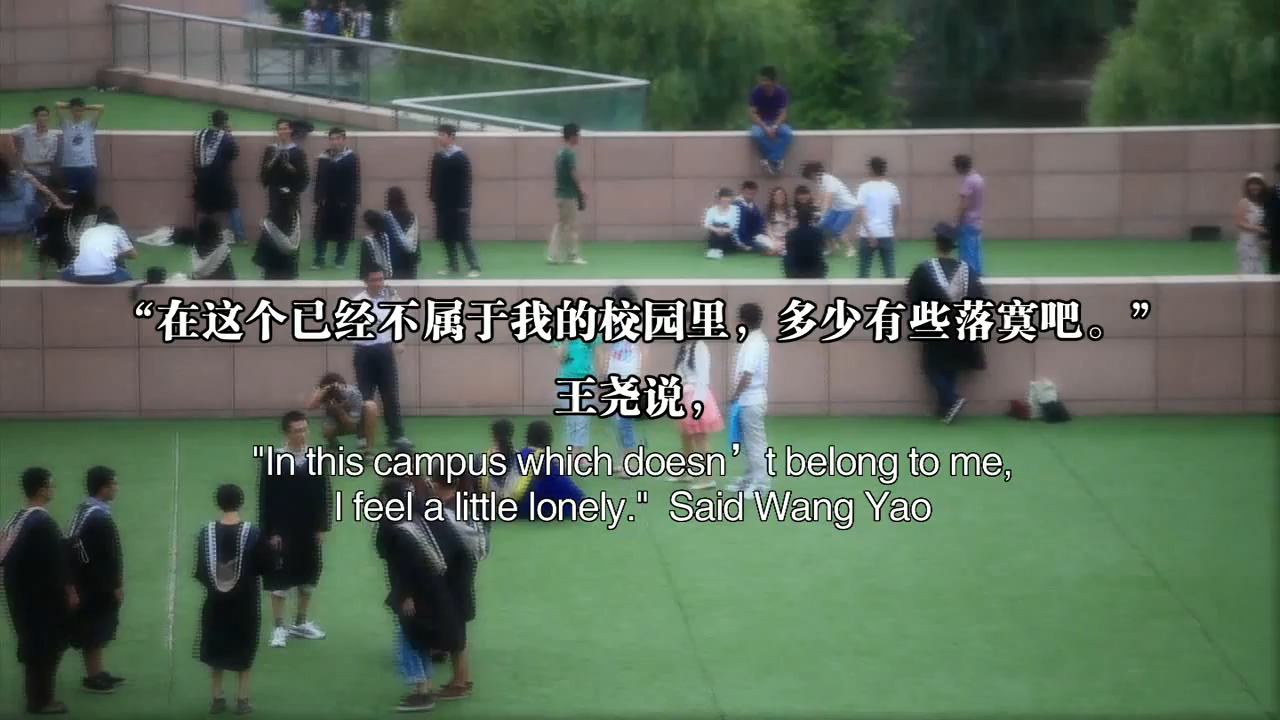 “在这个已经不属于我的校园里，多少有些落寞吧。”
王尧说，
"In this campus which doesn’t belong to me,
I feel a little lonely."  Said Wang Yao